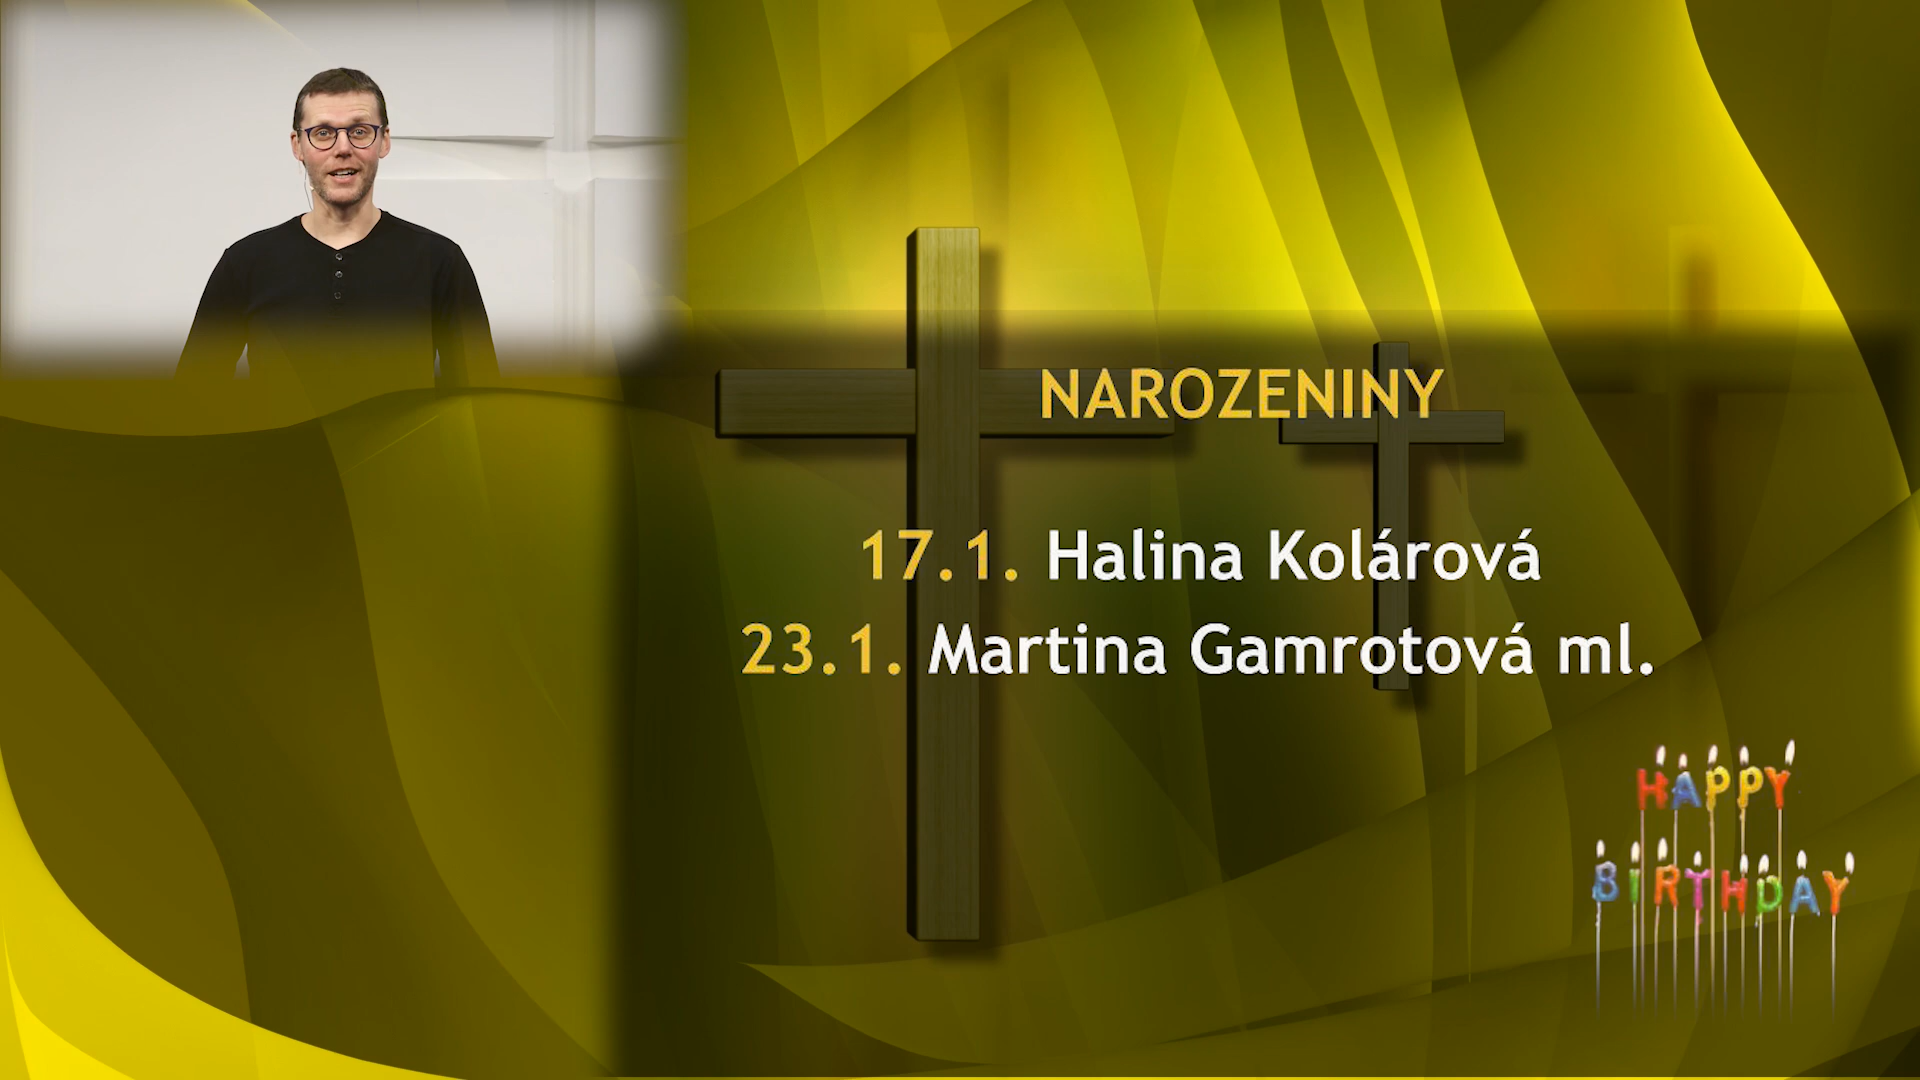 NAROZENINY
17.1. Halina Kolárová
23.1. Martina Gamrotová ml.
HAPPY
BIRTHDAY